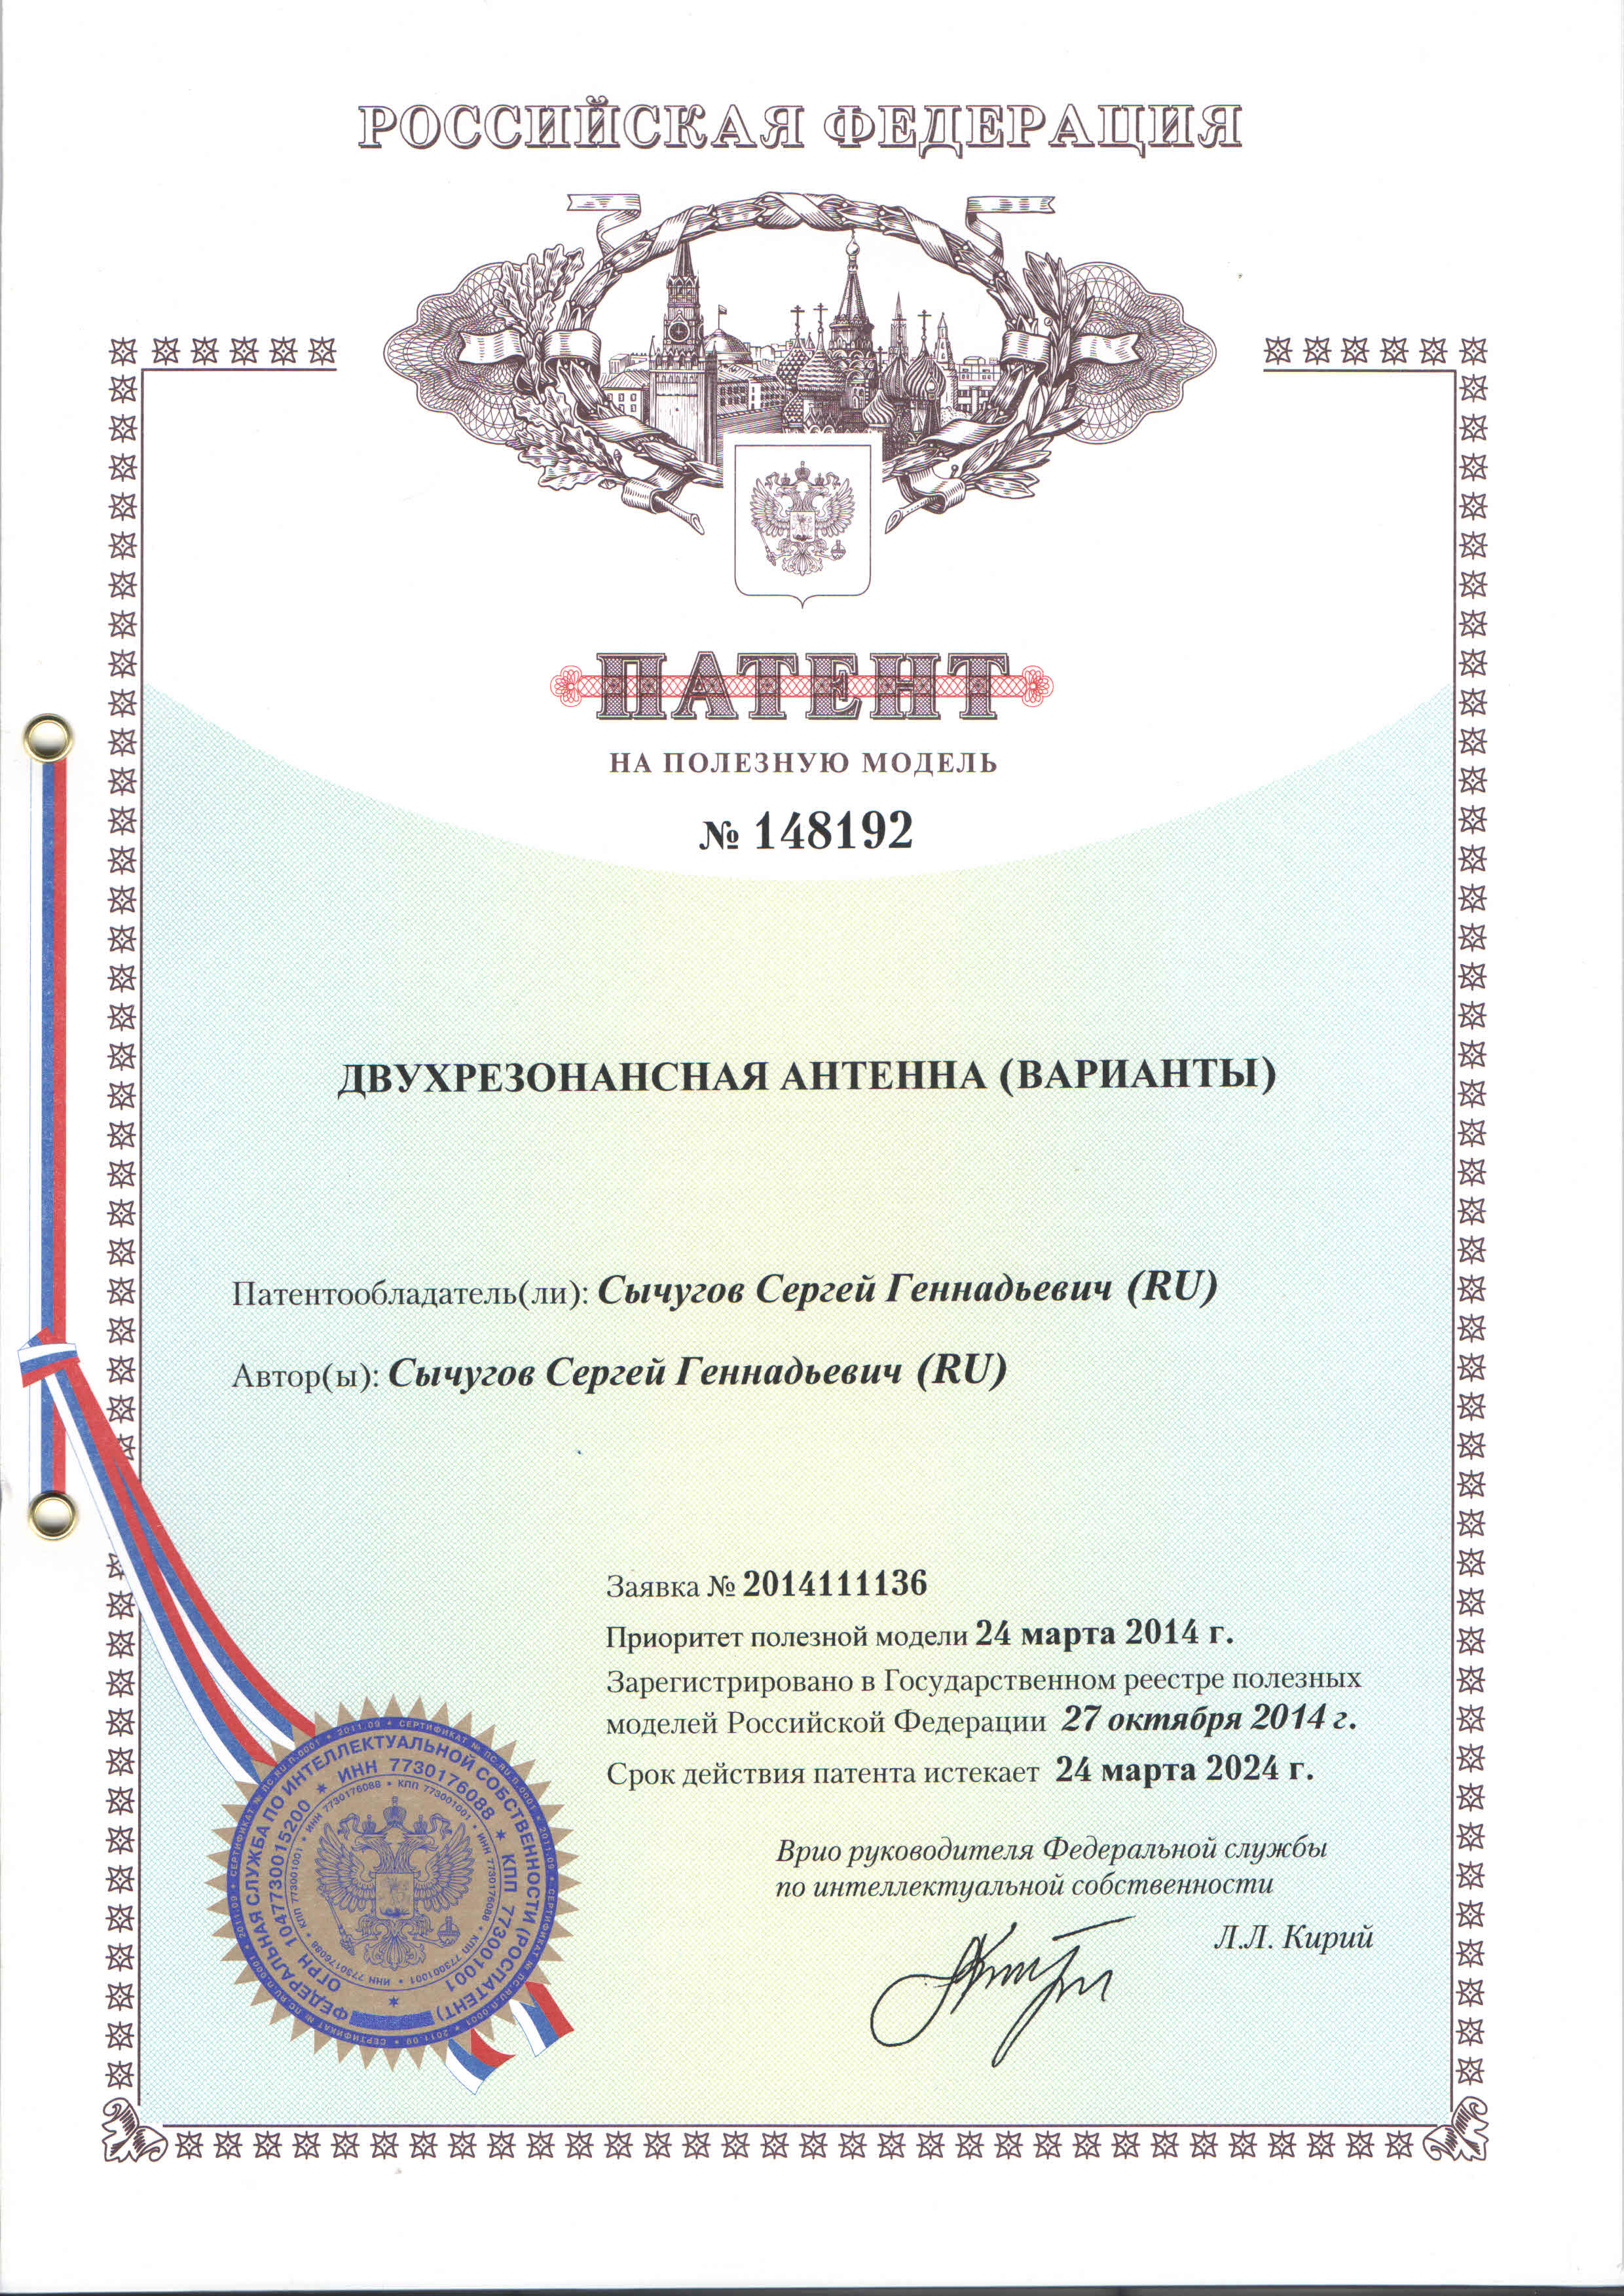 РОССИЙСКАЯ ФЕДЕРАЦИЯ
ПАТЕНТ
НА ПОЛЕЗНУЮ МОДЕЛЬ
№ 148192
ДВУХРЕЗОНАНСНАЯ АНТЕННА (ВАРИАНТЫ)
Патентообладатель(ли): Сычугов Сергей Геннадьевич (RU)
Автор(ы): Сычугов Сергей Геннадьевич (RU)
Заявка № 2014111136
Приоритет полезной модели 24 марта 2014 г.
Зарегистрировано в Государственном реестре полезных
моделей Российской Федерации 27 октября 2014 г.
Срок действия патента истекает 24 марта 2024 г.
Врио руководителя Федеральной службы
по интеллектуальной собственности
Л.Л. Кирий
ФЕДЕРАЛЬНАЯ СЛУЖБА ПО ИНТЕЛЛЕКТУАЛЬНОЙ СОБСТВЕННОСТИ (РОСПАТЕНТ)
ОГРН 1047730015200 * ИНН 7730176088 * КПП 773001001